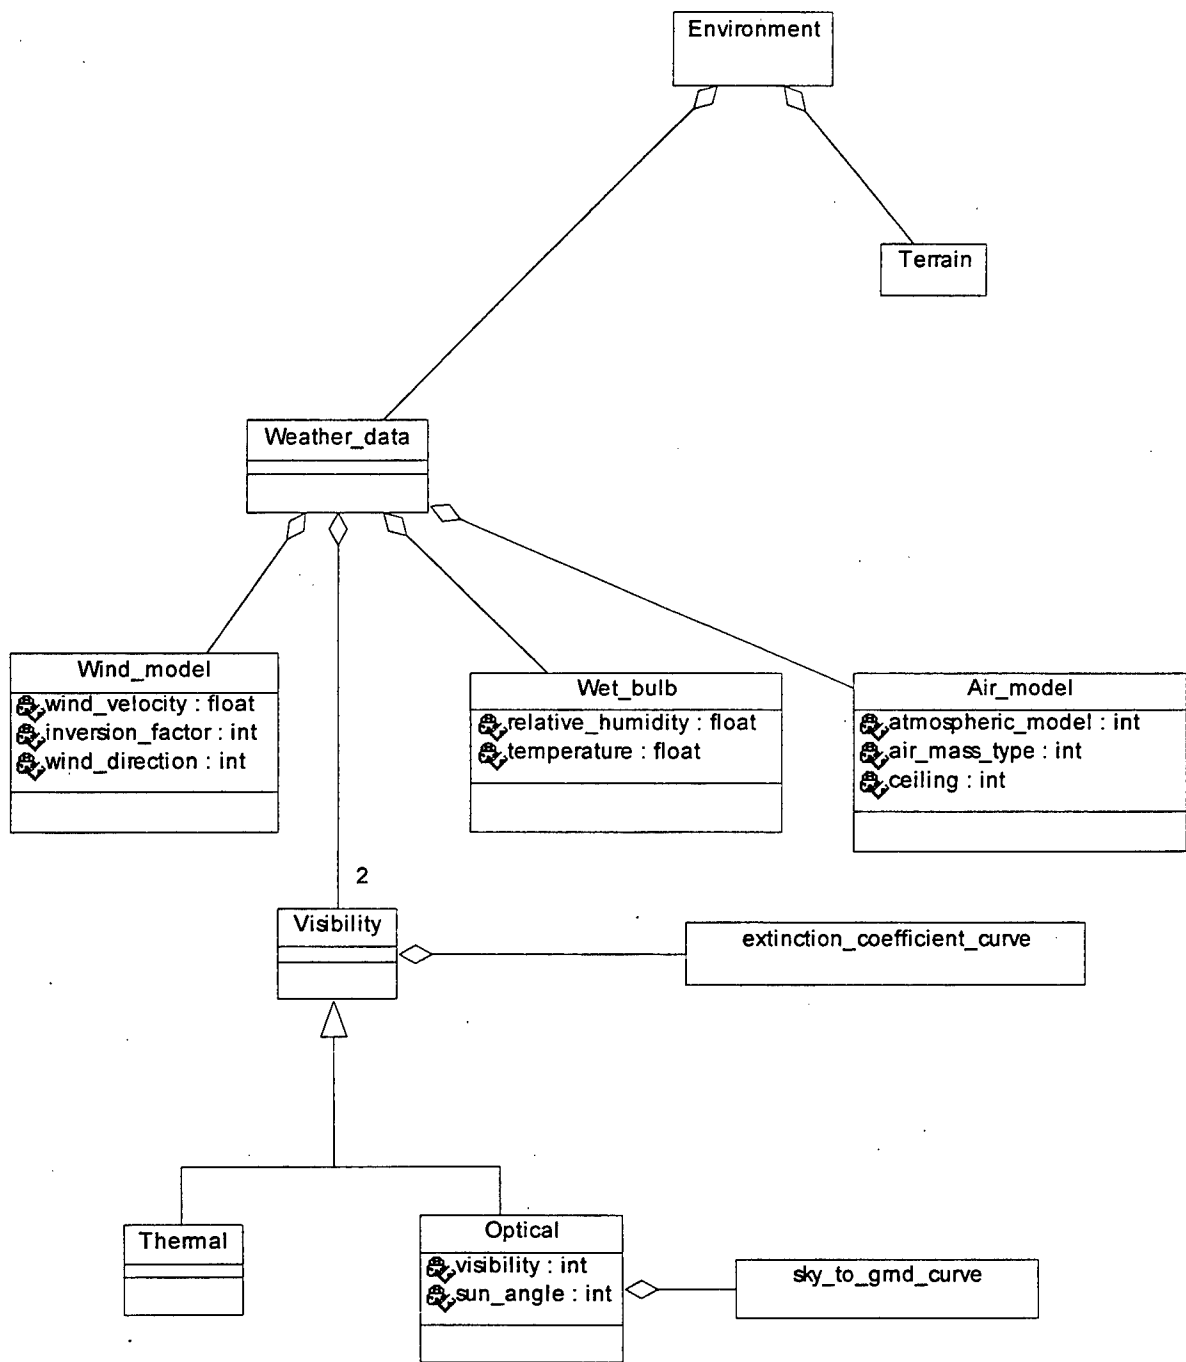 Environment
Terrain
Weather_data
Wind_model
wind_velocity : float
inversion_factor : int
wind_direction : int
Wet_bulb
relative_humidity : float
temperature : float
Air_model
atmospheric_model : int
air_mass_type : int
ceiling : int
2
Visibility
extinction_coefficient_curve
Thermal
Optical
visibility : int
sun_angle : int
sky_to_grnd_curve